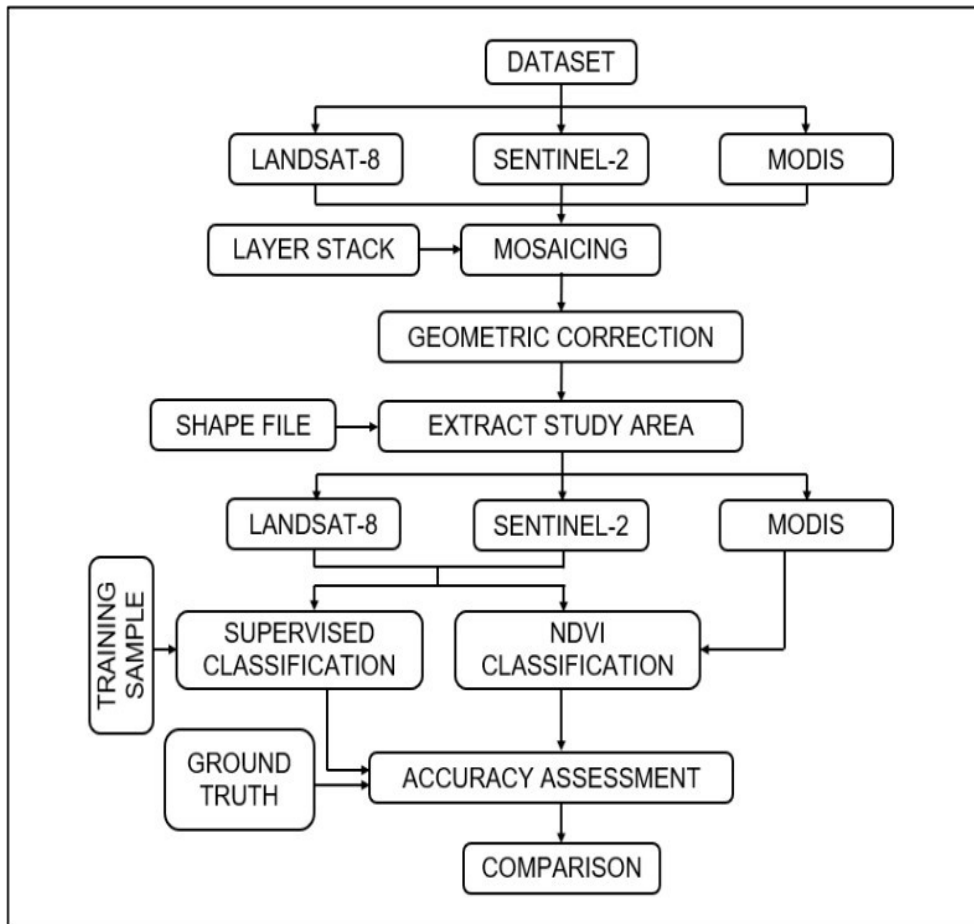 DATASET
LANDSAT-8
SENTINEL-2
MODIS
LAYER STACK
MOSAICING
GEOMETRIC CORRECTION
SHAPE FILE
EXTRACT STUDY AREA
LANDSAT-8
SENTINEL-2
MODIS
TRAINING
SAMPLE
SUPERVISED
CLASSIFICATION
NDVI
CLASSIFICATION
GROUND
TRUTH
ACCURACY ASSESSMENT
COMPARISON